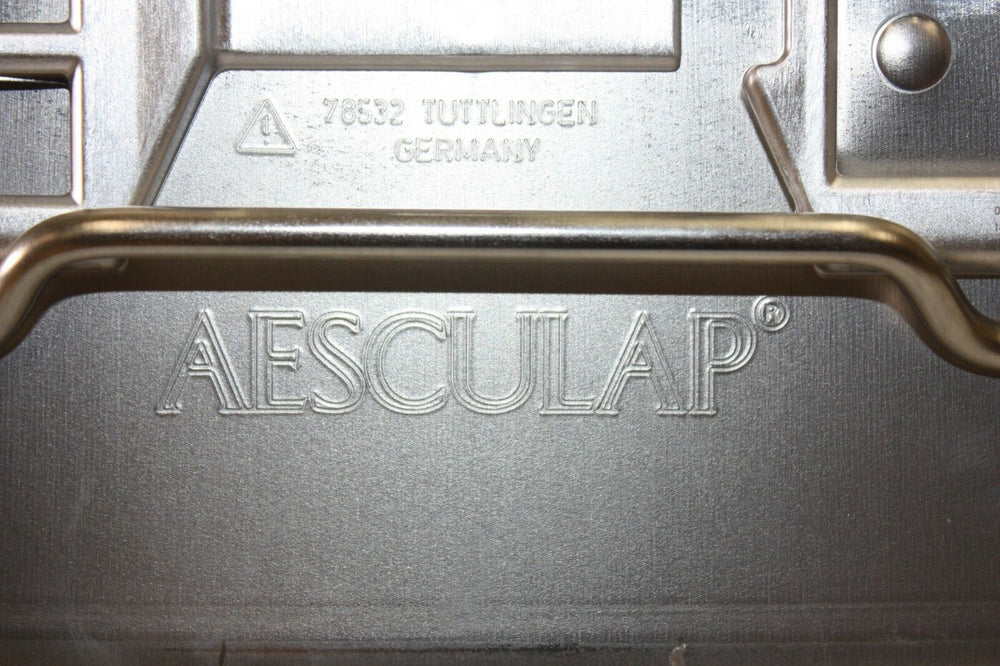 78532 TUTTLINGEN
GERMANY
AESCULAP®